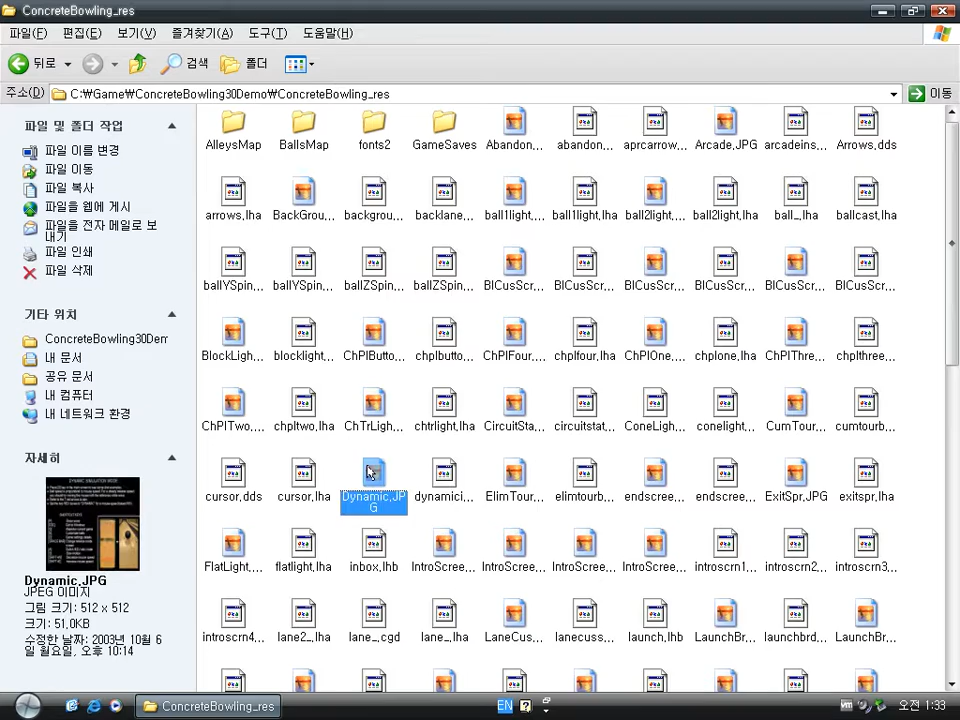 ConcreteBowling_res
파일(F) 편집(E) 보기(V) 즐겨찾기(A) 도구(T) 도움말(H)
뒤로 검색 폴더
주소(D) C:₩Game₩ConcreteBowling30Demo₩ConcreteBowling_res 이동
파일 및 폴더 작업
파일 이름 변경
파일 이동
파일 복사
파일을 웹에 게시
파일을 전자 메일로 보
내기
파일 인쇄
파일 삭제
기타 위치
ConcreteBowling30Dem
내 문서
공유 문서
내 컴퓨터
내 네트워크 환경
자세히
DYNAMIC SIMULATION MODE
Dynamic.JPG
JPEG 이미지
그림 크기: 512 x 512
크기: 51.0KB
수정한 날짜: 2003년 10월 6
일 월요일, 오후 10:14
AlleysMap BallsMap fonts2 GameSaves Abandon,... abandon,... aprcarrow,... Arcade.JPG arcadeins... Arrows.dds
arrows.lha BackGrou... backgrou... backlane... ball1light,... ball1light.lha ball2light,... ball2light.lha ball_.lha ballcast.lha
ballYSpin... ballYSpin... ballZSpin... ballZSpin... BlCusScr... BlCusScr... BlCusScr... BlCusScr... BlCusScr... BlCusScr...
BlockLigh... blocklight... ChPlButto... chplbutto... ChPlFour,... chplfour.lha ChPlOne,... chplone.lha ChPlThre... chplthree...
ChPlTwo,... chpltwo.lha ChTrLigh... chtrlight.lha CircuitSta... circuitstat... ConeLigh... conelight... CumTour... cumtourb...
cursor.dds cursor.lha Dynamic.JP
G dynamici... ElimTour... elimtourb... endscree... endscree... ExitSpr.JPG exitspr.lha
FlatLight,... flatlight.lha inbox.lhb IntroScree... IntroScree... IntroScree... IntroScree... introscrn1... introscrn2... introscrn3...
introscrn4... lane2_.lha lane_.cgd lane_.lha LaneCus... lanecuss... launch.lhb LaunchBr... launchbrd... LaunchBr...
ConcreteBowling_res EN 오전 1:33